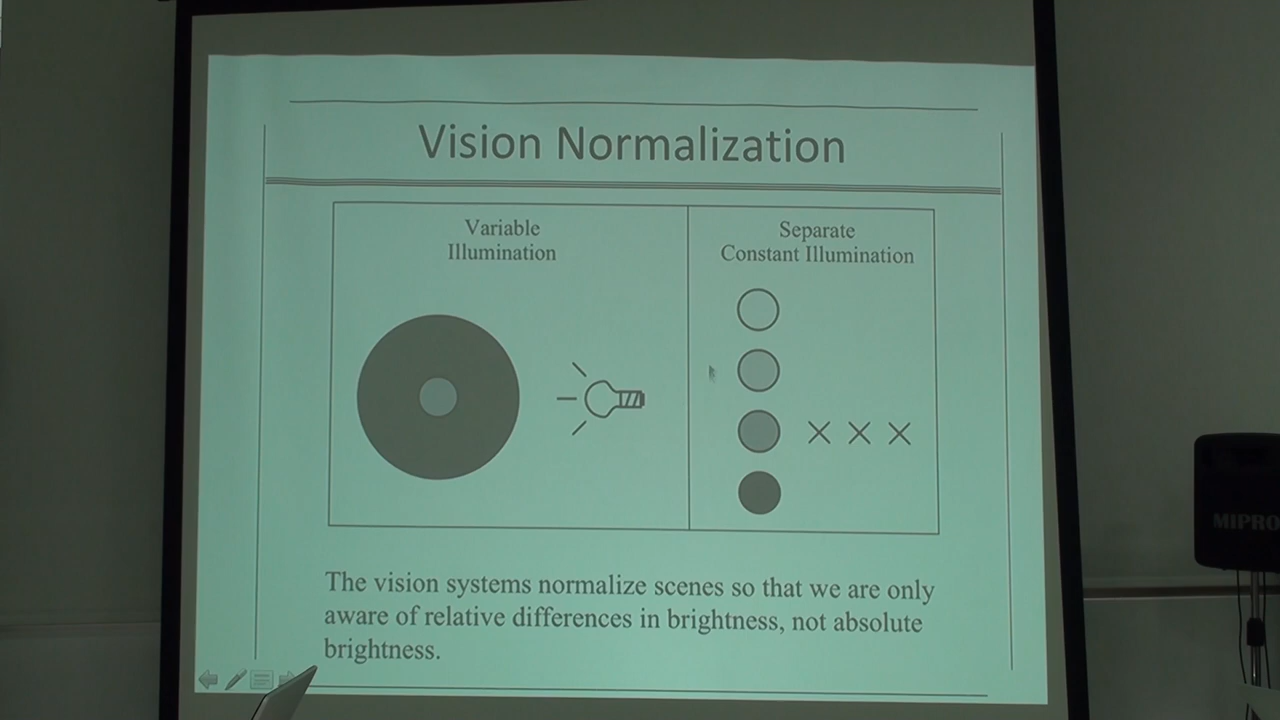 Vision Normalization
Variable
Illumination
Separate
Constant Illumination
The vision systems normalize scenes so that we are only
aware of relative differences in brightness, not absolute
brightness.
MIPRO